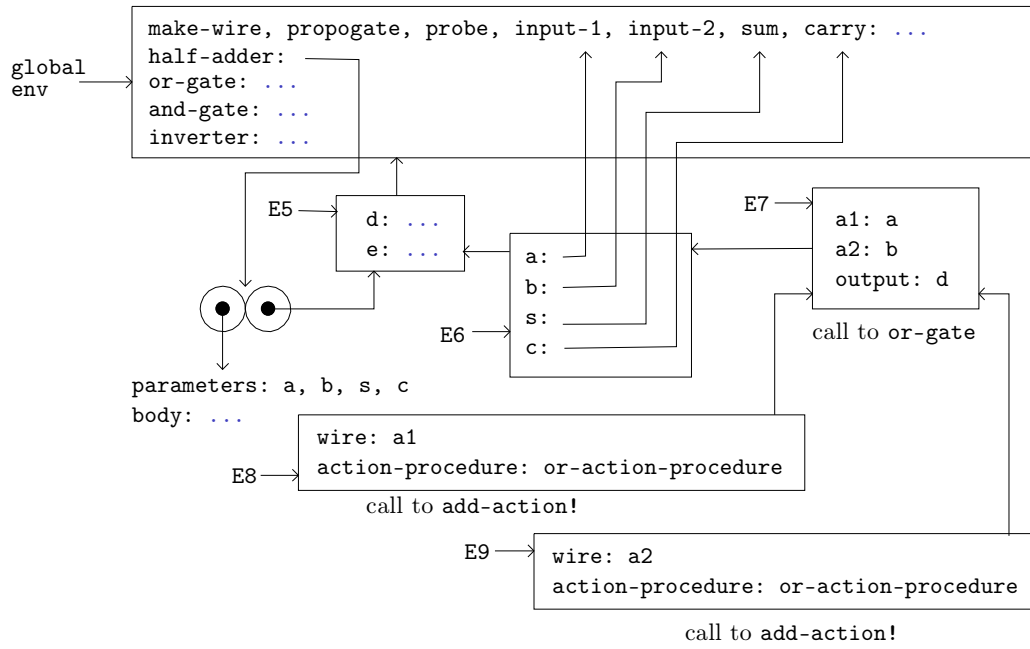 make-wire, propogate, probe, input-1, input-2, sum, carry: ...
half-adder:
global
env
or-gate: ...
and-gate: ...
inverter: ...
E5
d: ...
e: ...
E7
a1: a
a2: b
output: d
call to or-gate
a:
b:
s:
c:
E6
parameters: a, b, s, c
body: ...
wire: a1
action-procedure: or-action-procedure
E8
call to add-action!
E9
wire: a2
action-procedure: or-action-procedure
call to add-action!